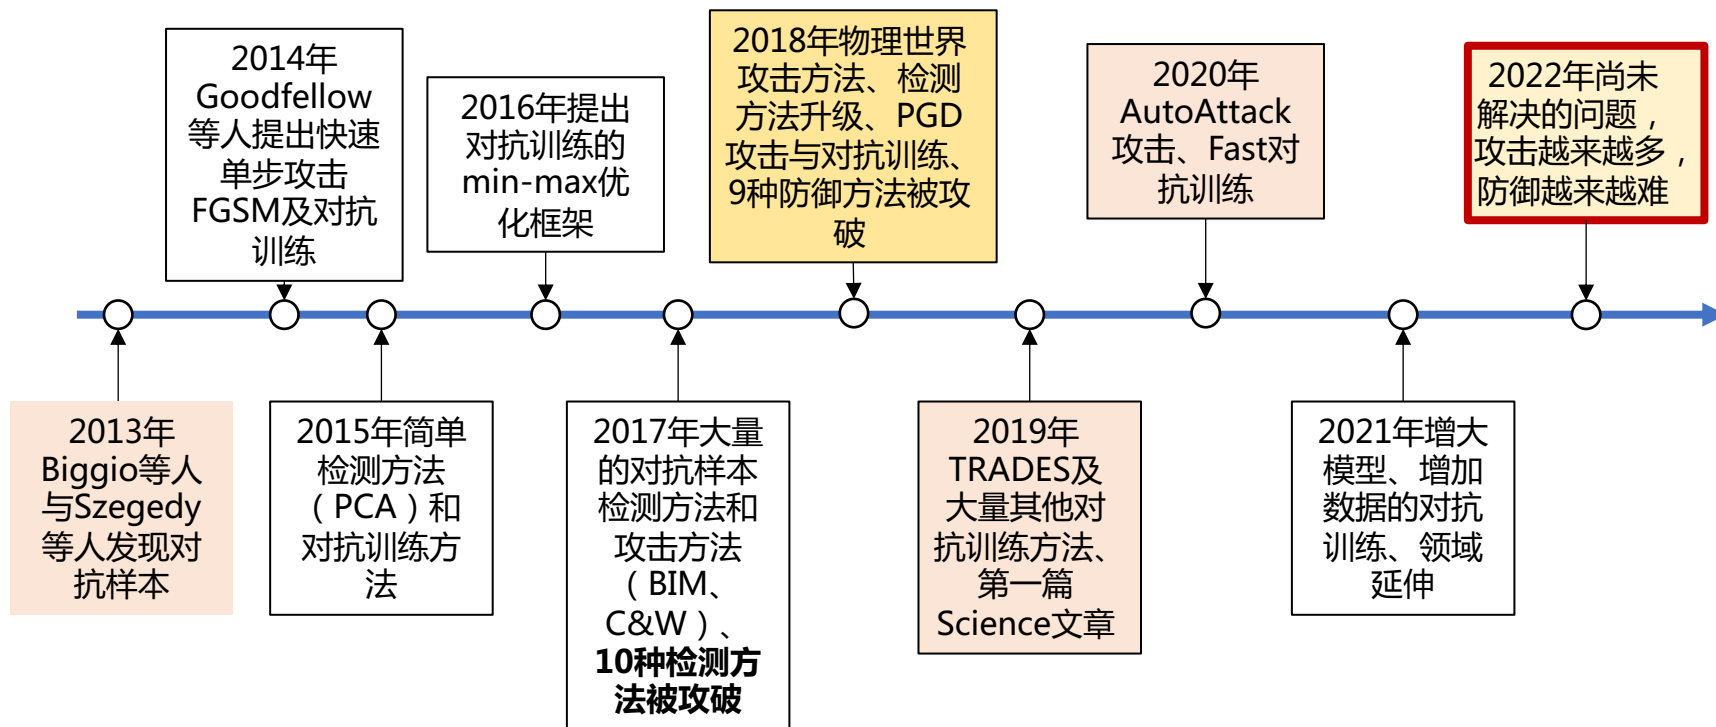 2014年
Goodfellow
等人提出快速
单步攻击
FGSM及对抗
训练
2016年提出
对抗训练的
min-max优
化框架
2018年物理世界
攻击方法、检测
方法升级、PGD
攻击与对抗训练、
9种防御方法被攻
破
2020年
AutoAttack
攻击、Fast对
抗训练
2022年尚未
解决的问题，
攻击越来越多，
防御越来越难
2013年
Biggio等人
与Szegedy
等人发现对
抗样本
2015年简单
检测方法
（PCA）和
对抗训练方
法
2017年大量
的对抗样本
检测方法和
攻击方法
（BIM、
C&W）、
10种检测方
法被攻破
2019年
TRADES及
大量其他对
抗训练方法、
第一篇
Science文章
2021年增大
模型、增加
数据的对抗
训练、领域
延伸